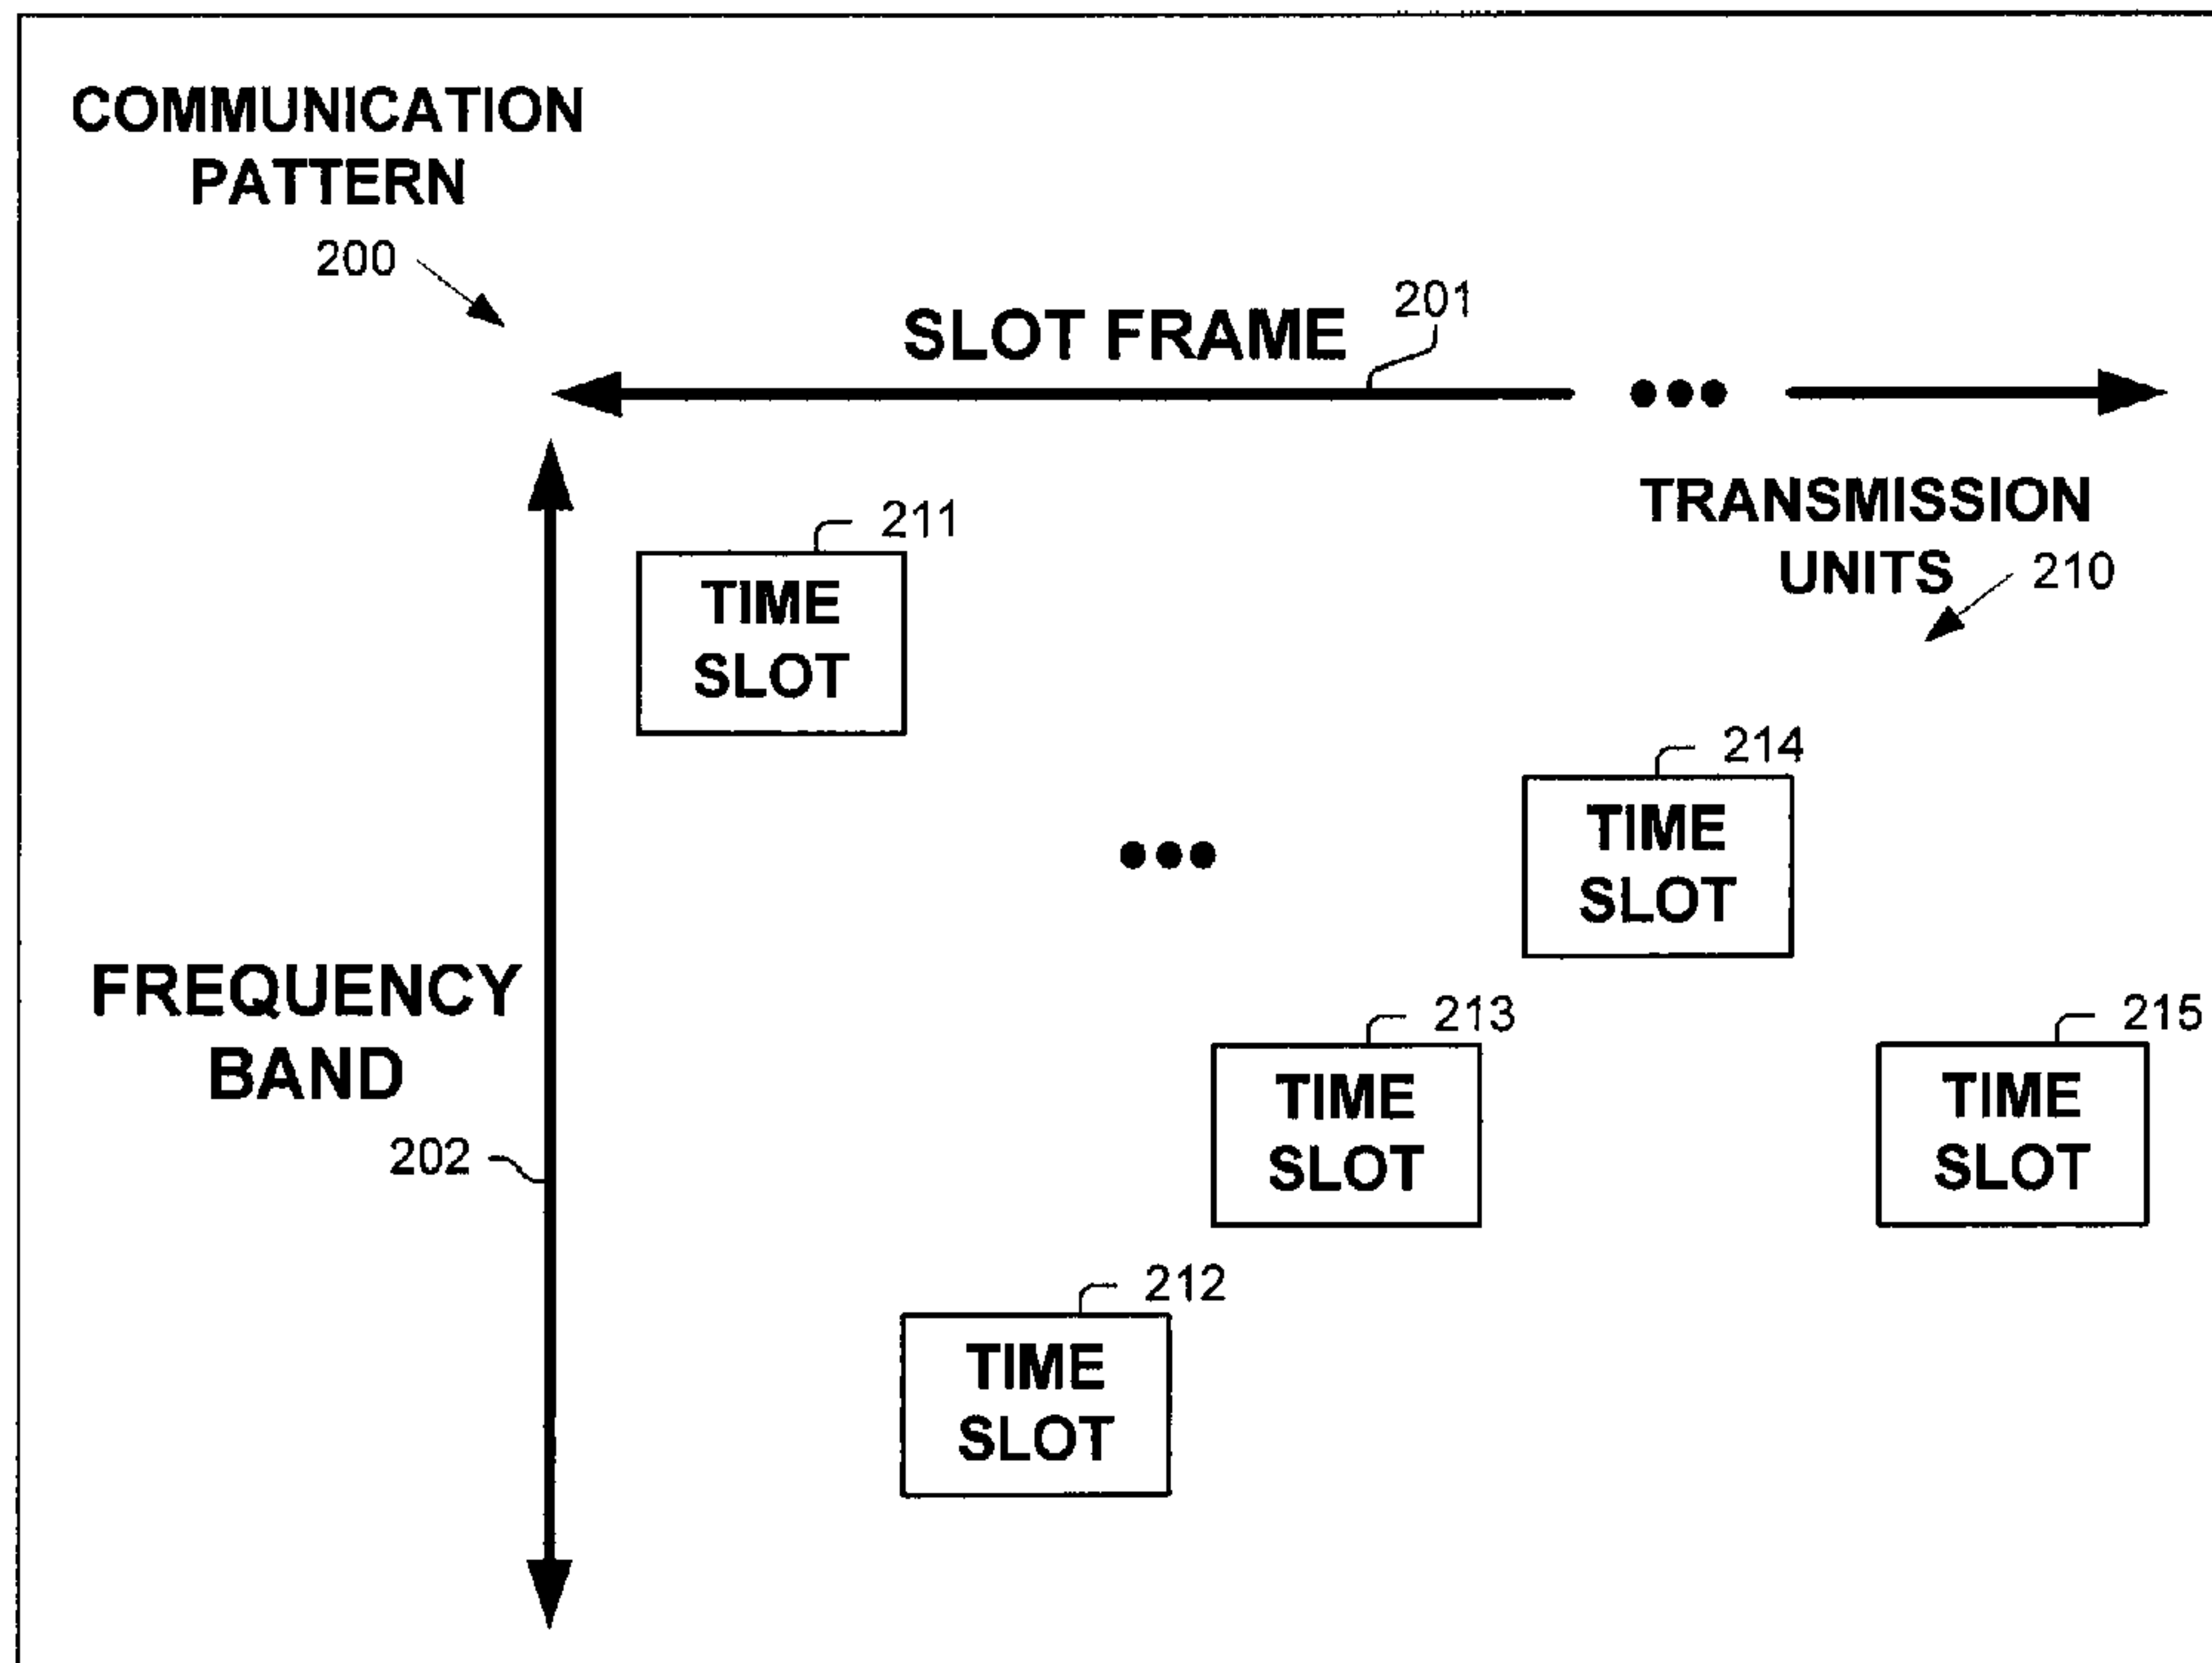 COMMUNICATION
PATTERN
200
SLOT FRAME
201
TRANSMISSION
UNITS
210
211
TIME
SLOT
214
TIME
SLOT
FREQUENCY
BAND
202
213
TIME
SLOT
215
TIME
SLOT
212
TIME
SLOT